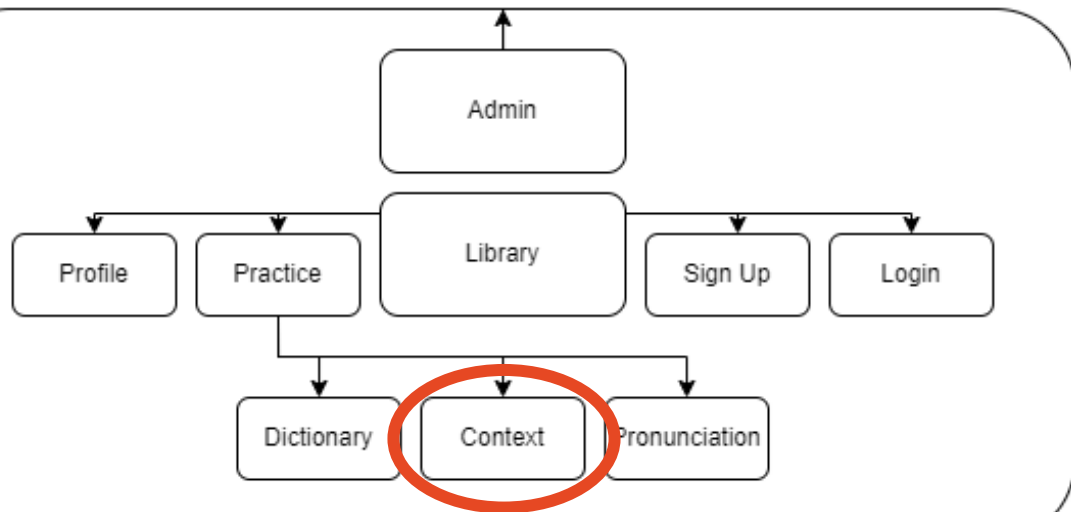 Admin
Library
Profile
Practice
Sign Up
Login
Dictionary
Context
Pronunciation